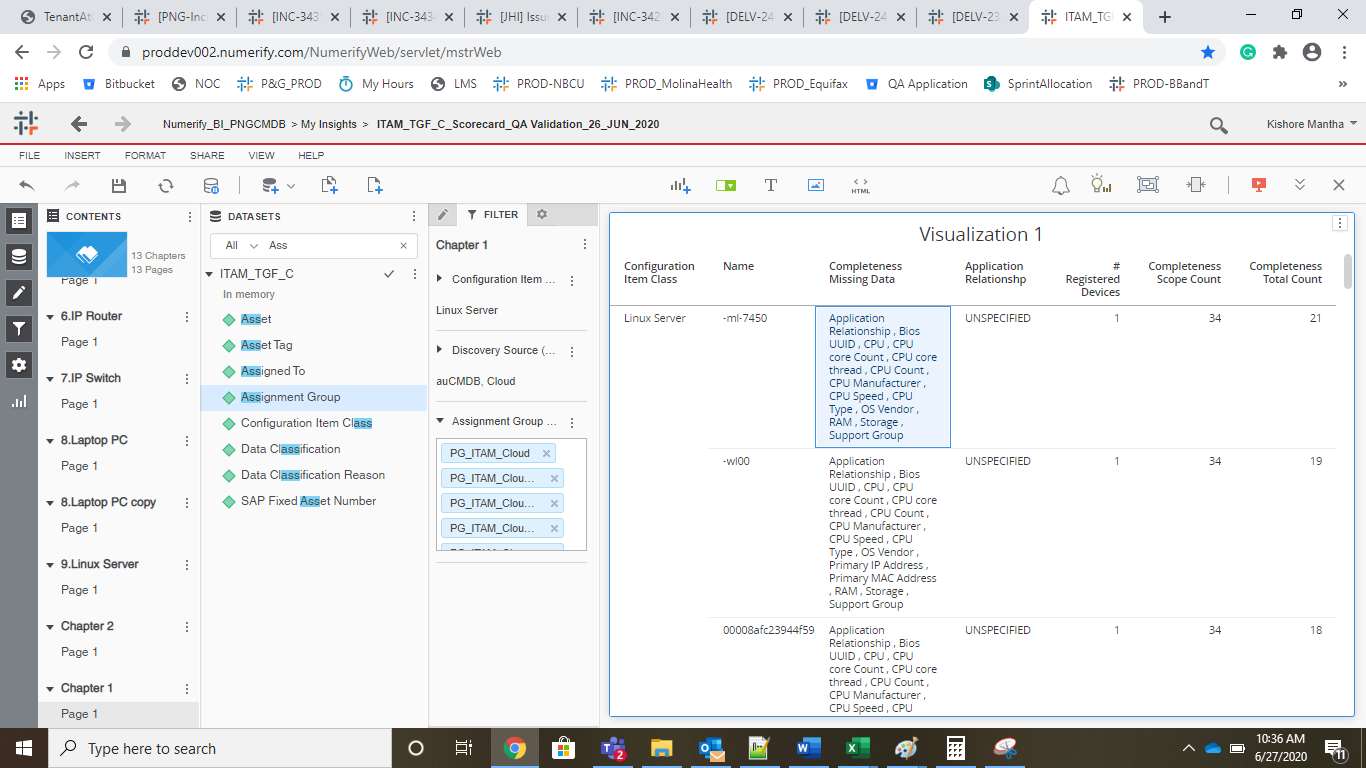 TenantAt
[PNG-Inc
[INC-343
[INC-343
[JHI] Issu
[INC-342
[DELV-24
[DELV-24
[DELV-23
ITAM_TGF
proddev002.numerify.com/NumerifyWeb/servlet/mstrWeb
Apps
Bitbucket
NOC
P&G_PROD
My Hours
LMS
PROD-NBCU
PROD_MolinaHealth
PROD_Equifax
QA Application
SprintAllocation
PROD-BBandT
Numerify_BI_PNGCMDB > My Insights > ITAM_TGF_C_Scorecard_QA Validation_26_JUN_2020
Kishore Mantha
FILE INSERT FORMAT SHARE VIEW HELP
HTML
CONTENTS
13 Chapters
13 Pages
Page 1
6.IP Router
Page 1
7.IP Switch
Page 1
8.Laptop PC
Page 1
8.Laptop PC copy
Page 1
9.Linux Server
Page 1
Chapter 2
Page 1
Chapter 1
Page 1
DATASETS
All Ass
ITAM_TGF_C
In memory
Asset
Asset Tag
Assigned To
Assignment Group
Configuration Item Class
Data Classification
Data Classification Reason
SAP Fixed Asset Number
FILTER
Chapter 1
Configuration Item ...
Linux Server
Discovery Source (...
auCMDB, Cloud
Assignment Group ...
PG_ITAM_Cloud
PG_ITAM_Clou...
PG_ITAM_Clou...
PG_ITAM_Clou...
Visualization 1
Configuration
Item Class
Name
Completeness
Missing Data
Application
Relationshp
#
Registered
Devices
Completeness
Scope Count
Completeness
Total Count
Linux Server
-ml-7450
Application
Relationship , Bios
UUID , CPU , CPU
core Count , CPU core
thread , CPU Count ,
CPU Manufacturer ,
CPU Speed , CPU
Type , OS Vendor ,
RAM , Storage ,
Support Group
UNSPECIFIED
1
34
21
-wl00
Application
Relationship , Bios
UUID , CPU , CPU
core Count , CPU core
thread , CPU Count ,
CPU Manufacturer ,
CPU Speed , CPU
Type , OS Vendor ,
Primary IP Address ,
Primary MAC Address
, RAM , Storage ,
Support Group
UNSPECIFIED
1
34
19
00008afc23944f59
Application
Relationship , Bios
UUID , CPU , CPU
core Count , CPU core
thread , CPU Count ,
CPU Manufacturer ,
CPU Speed , CPU
UNSPECIFIED
1
34
18
Type here to search
2
10:36 AM
6/27/2020
11